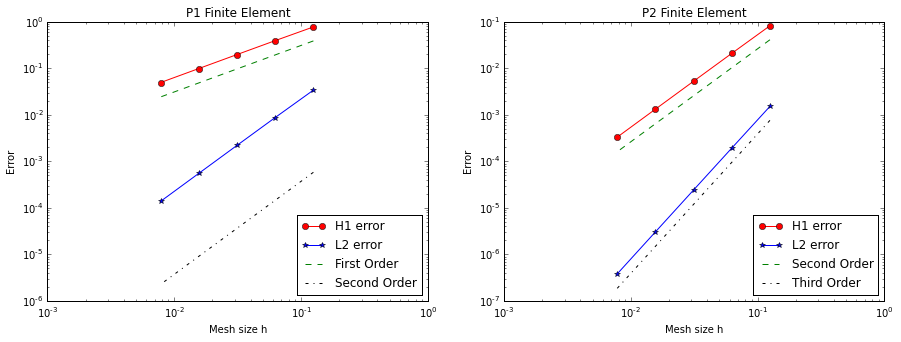 P1 Finite Element
10^0
10^-1
10^-2
10^-3
10^-4
10^-5
10^-6
Error
H1 error
L2 error
First Order
Second Order
10^-3
10^-2
10^-1
10^0
Mesh size h
P2 Finite Element
10^-1
10^-2
10^-3
10^-4
10^-5
10^-6
10^-7
Error
H1 error
L2 error
Second Order
Third Order
10^-3
10^-2
10^-1
10^0
Mesh size h